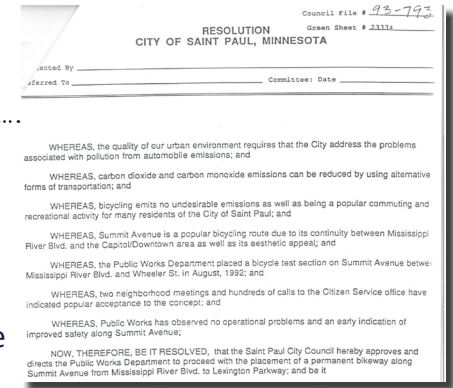 Council File # 93-793
Green Sheet # 23334
RESOLUTION
CITY OF SAINT PAUL, MINNESOTA
ented By
eferred To Committee: Date
....
WHEREAS, the quality of our urban environment requires that the City address the problems
associated with pollution from automobile emissions; and
WHEREAS, carbon dioxide and carbon monoxide emissions can be reduced by using alternative
forms of transportation; and
WHEREAS, bicycling emits no undesirable emissions as well as being a popular commuting and
recreational activity for many residents of the City of Saint Paul; and
WHEREAS, Summit Avenue is a popular bicycling route due to its continuity between Mississippi
River Blvd. and the Capitol/Downtown area as well as its aesthetic appeal; and
WHEREAS, the Public Works Department placed a bicycle test section on Summit Avenue betwe
Mississippi River Blvd. and Wheeler St. in August, 1992; and
WHEREAS, two neighborhood meetings and hundreds of calls to the Citizen Service office have
indicated popular acceptance to the concept; and
WHEREAS, Public Works has observed no operational problems and an early indication of
improved safety along Summit Avenue;
e
NOW, THEREFORE, BE IT RESOLVED, that the Saint Paul City Council hereby approves and
directs the Public Works Department to proceed with the placement of a permanent bikeway along
Summit Avenue from Mississippi River Blvd. to Lexington Parkway; and be it